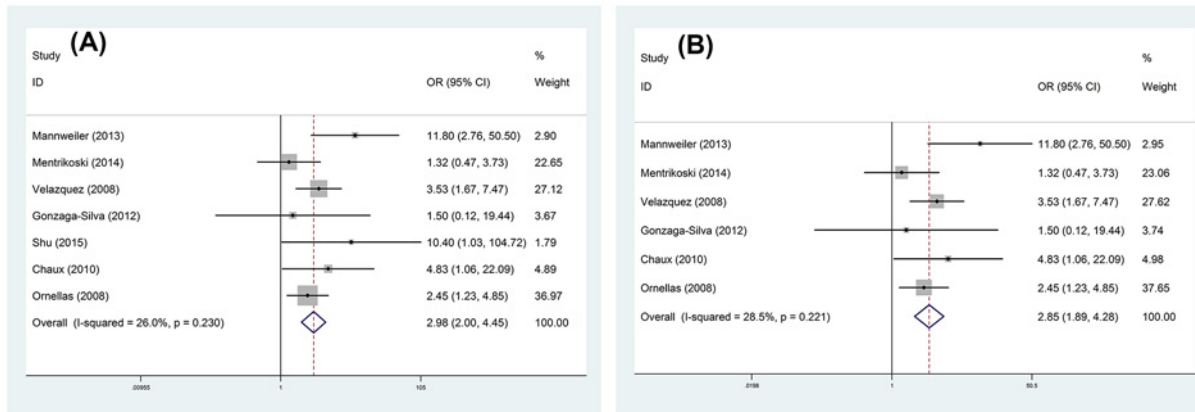 (A)
Study %
ID OR (95% CI) Weight
Mannweiler (2013) 11.80 (2.76, 50.50) 2.90
Mentrikoski (2014) 1.32 (0.47, 3.73) 22.65
Velazquez (2008) 3.53 (1.67, 7.47) 27.12
Gonzaga-Silva (2012) 1.50 (0.12, 19.44) 3.67
Shu (2015) 10.40 (1.03, 104.72) 1.79
Chaux (2010) 4.83 (1.06, 22.09) 4.89
Ornellas (2008) 2.45 (1.23, 4.85) 36.97
Overall (I-squared = 26.0%, p = 0.230) 2.98 (2.00, 4.45) 100.00
.00955 1 105
(B)
Study %
ID OR (95% CI) Weight
Mannweiler (2013) 11.80 (2.76, 50.50) 2.95
Mentrikoski (2014) 1.32 (0.47, 3.73) 23.06
Velazquez (2008) 3.53 (1.67, 7.47) 27.62
Gonzaga-Silva (2012) 1.50 (0.12, 19.44) 3.74
Chaux (2010) 4.83 (1.06, 22.09) 4.98
Ornellas (2008) 2.45 (1.23, 4.85) 37.65
Overall (I-squared = 28.5%, p = 0.221) 2.85 (1.89, 4.28) 100.00
.0198 1 50.5